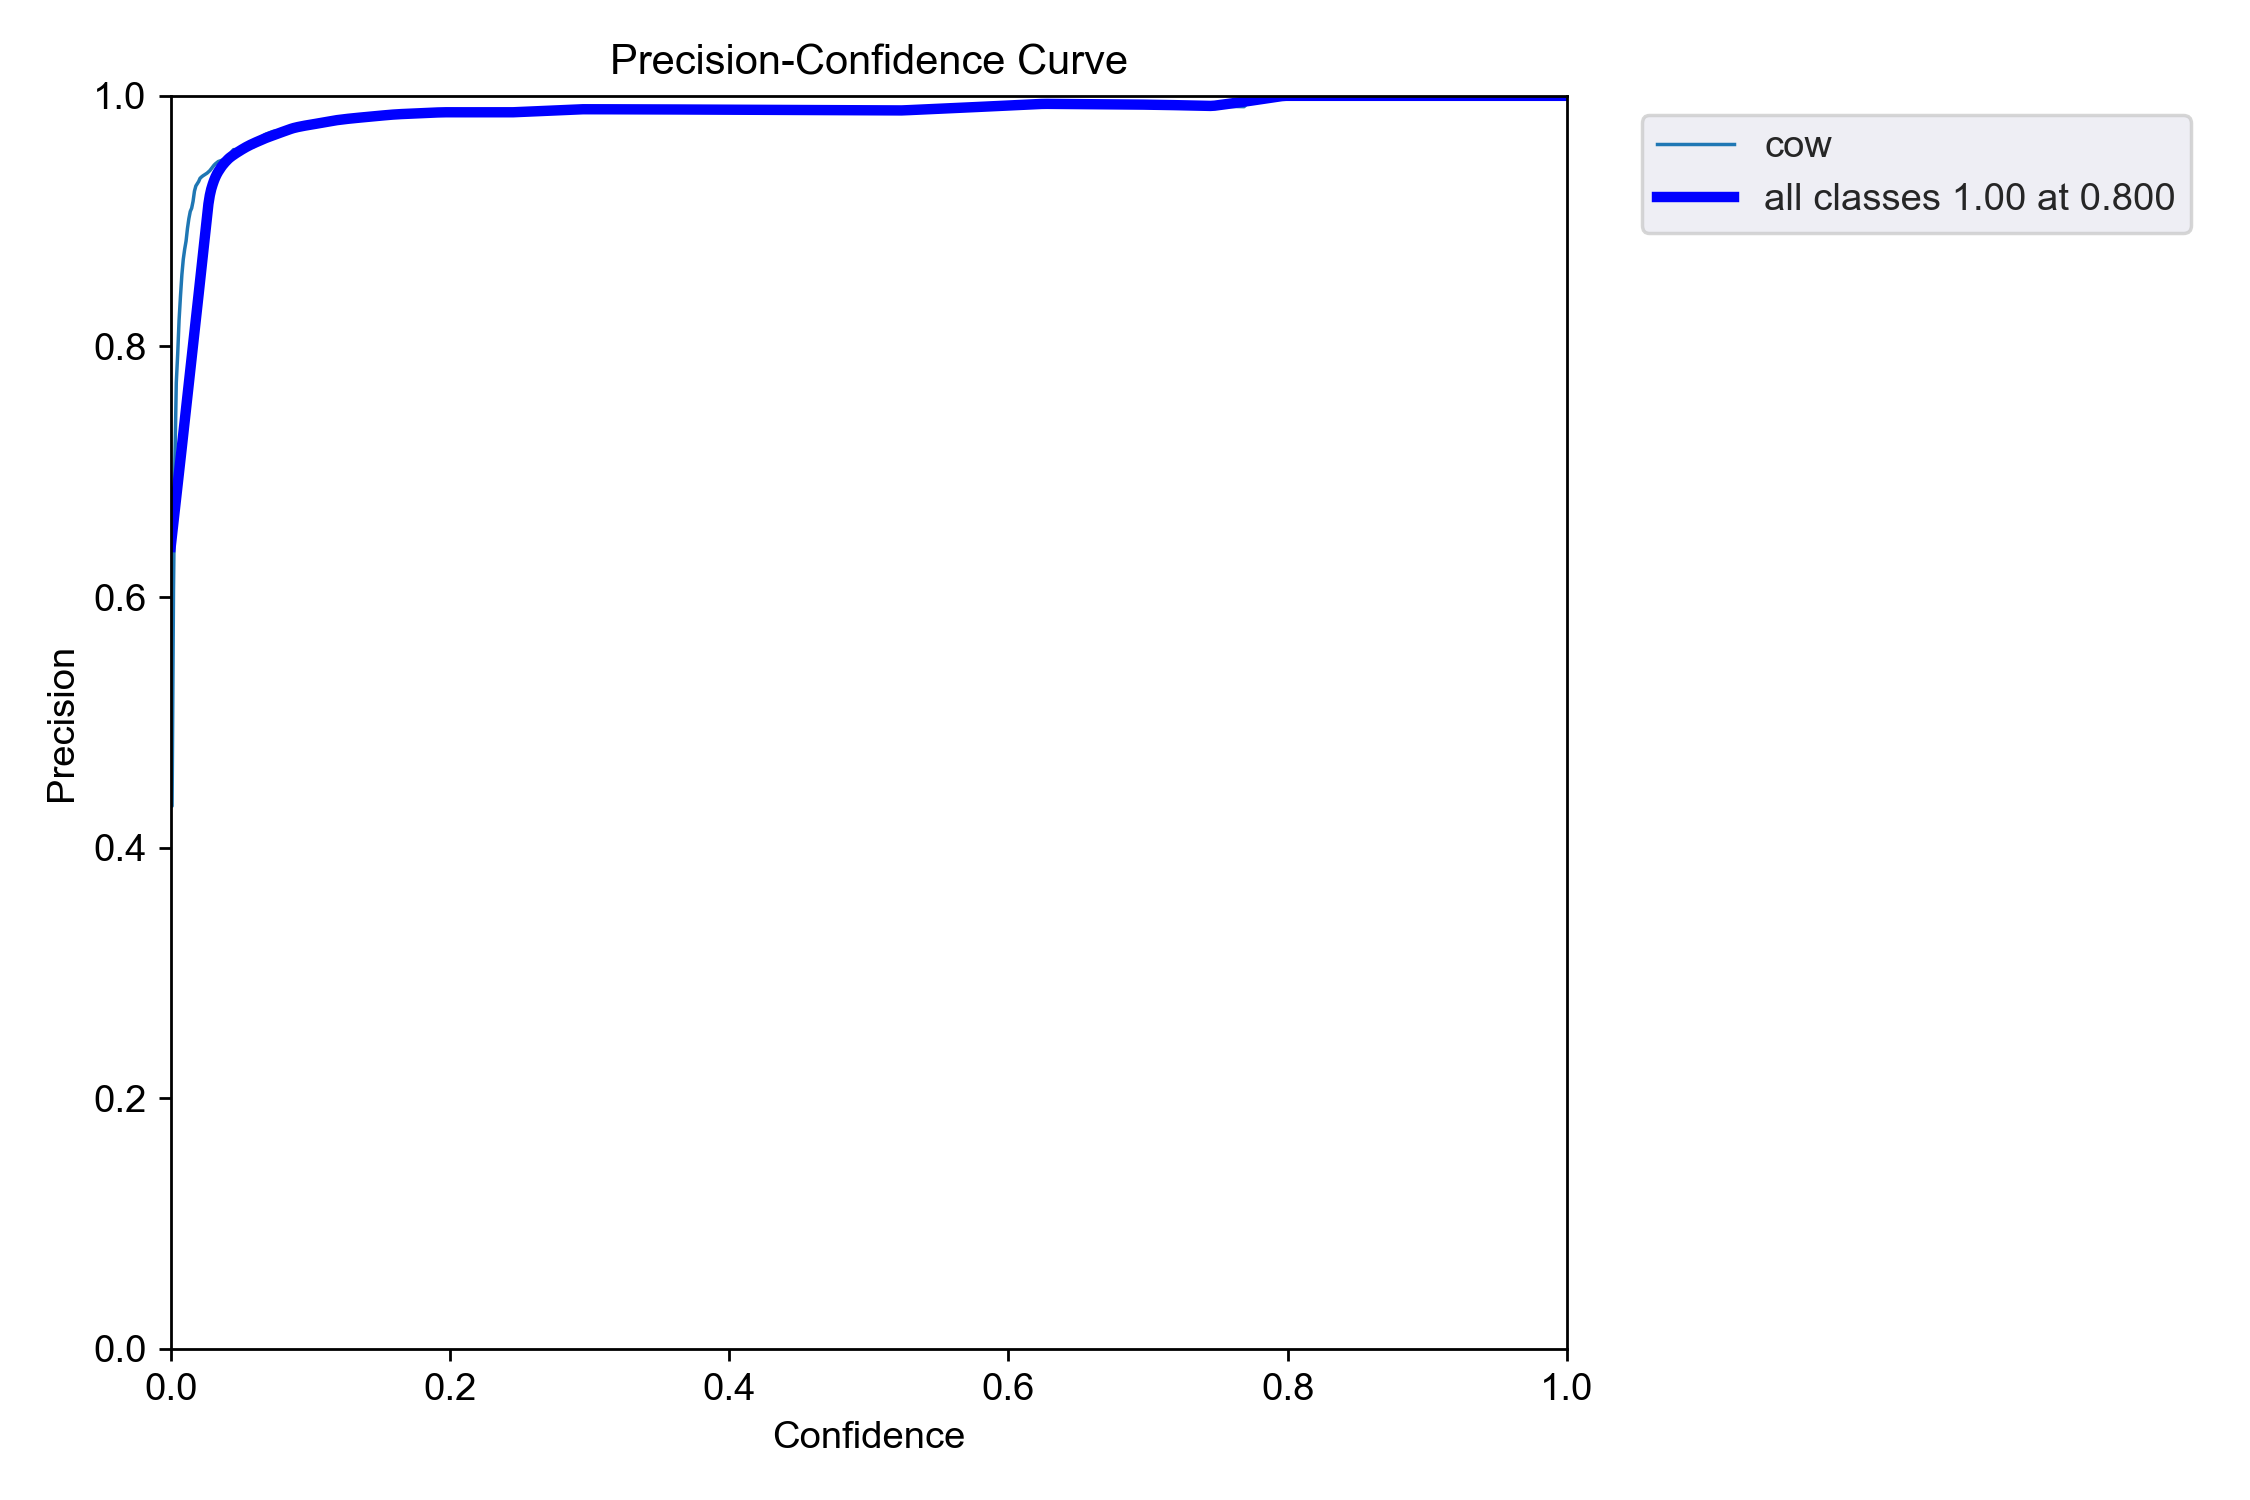 Precision-Confidence Curve
1.0
0.8
0.6
0.4
0.2
0.0
Precision
0.0 0.2 0.4 0.6 0.8 1.0
Confidence
cow
all classes 1.00 at 0.800